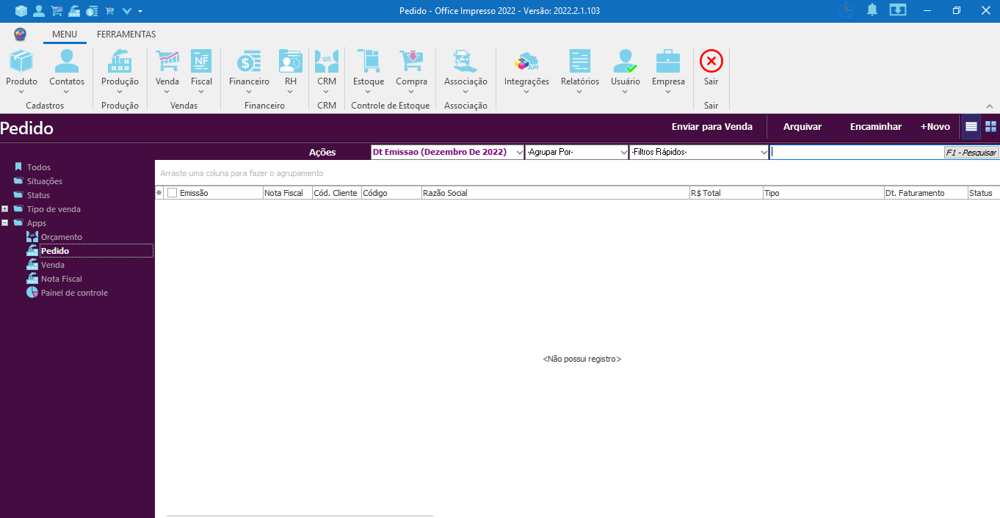 Pedido - Office Impresso 2022 - Versão: 2022.2.1.103
MENU FERRAMENTAS
Produto Contatos Produção Venda Fiscal Financeiro RH CRM Estoque Compra Associação Integrações Relatórios Usuário Empresa Sair
Cadastros Produção Vendas Financeiro CRM Controle de Estoque Associação Sair
Pedido Enviar para Venda Arquivar Encaminhar +Novo
Ações Dt Emissao (Dezembro De 2022) -Agrupar Por- -Filtros Rápidos- F1 - Pesquisar
Todos
Situações
Status
Tipo de venda
Apps
Orçamento
Pedido
Venda
Nota Fiscal
Painel de controle
Arraste uma coluna para fazer o agrupamento
Emissão Nota Fiscal Cód. Cliente Código Razão Social R$ Total Tipo Dt. Faturamento Status
<Não possui registro>
NF
API